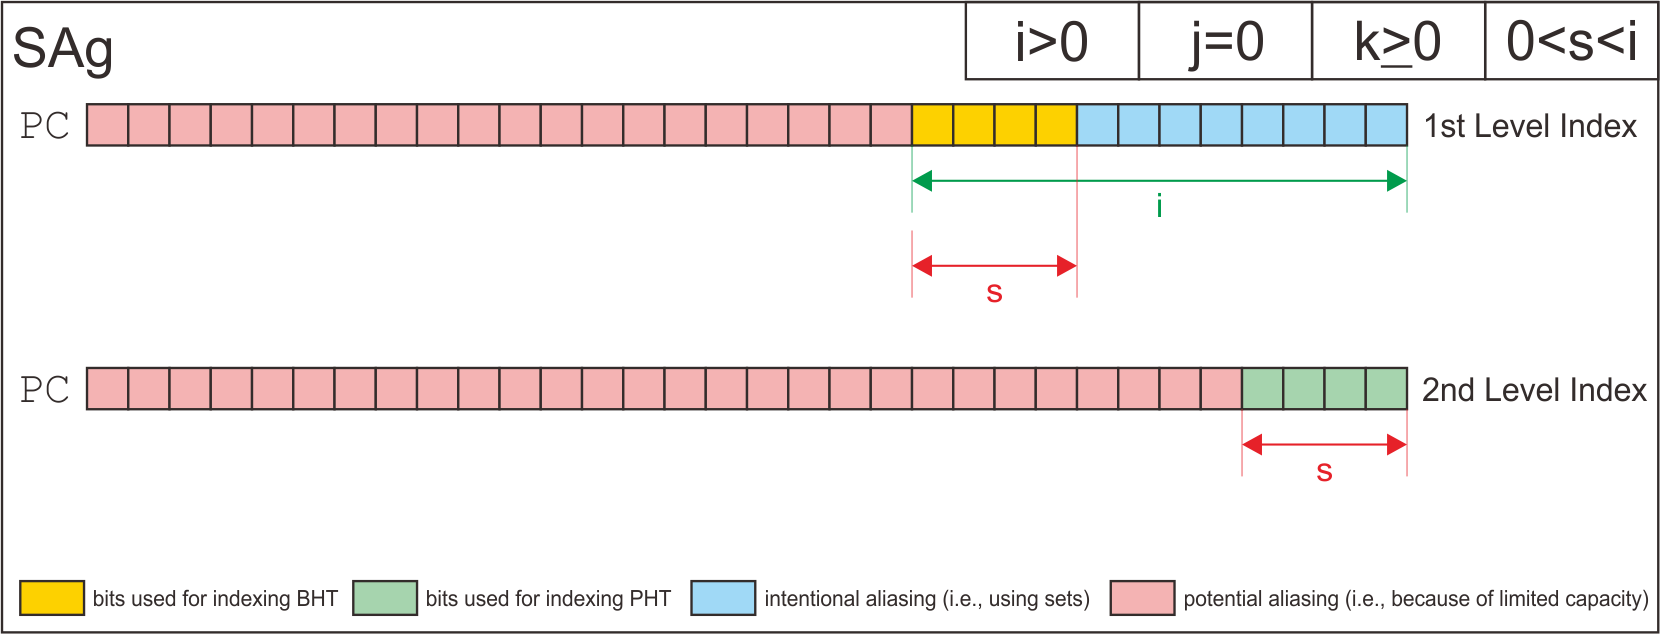 SAg
i>0 j=0 k≥0 0<s<i
PC 1st Level Index
i
s
PC 2nd Level Index
s
bits used for indexing BHT bits used for indexing PHT intentional aliasing (i.e., using sets) potential aliasing (i.e., because of limited capacity)